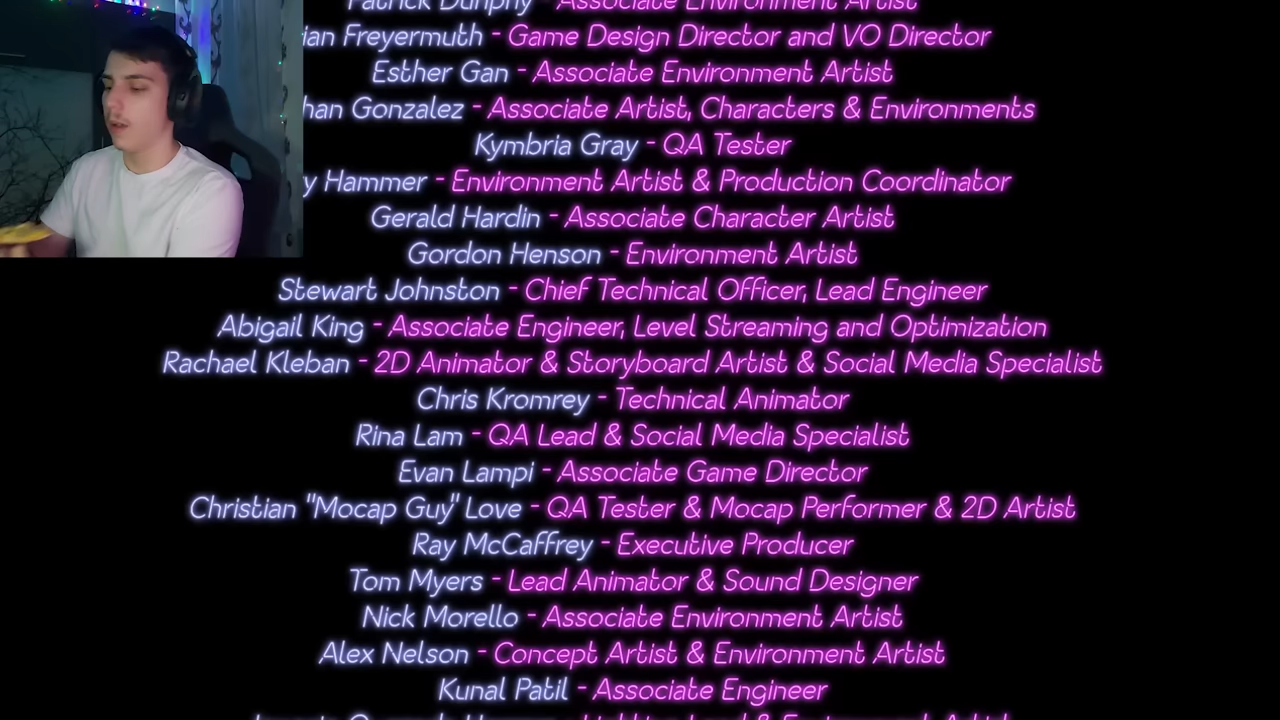 Patrick Dunphy - Associate Environment Artist
Freyermuth - Game Design Director and VO Director
Esther Gan - Associate Environment Artist
Gonzalez - Associate Artist, Characters & Environments
Kymbria Gray - QA Tester
Hammer - Environment Artist & Production Coordinator
Gerald Hardin - Associate Character Artist
Gordon Henson - Environment Artist
Stewart Johnston - Chief Technical Officer, Lead Engineer
Abigail King - Associate Engineer, Level Streaming and Optimization
Rachael Kleban - 2D Animator & Storyboard Artist & Social Media Specialist
Chris Kromrey - Technical Animator
Rina Lam - QA Lead & Social Media Specialist
Evan Lampi - Associate Game Director
Christian "Mocap Guy" Love - QA Tester & Mocap Performer & 2D Artist
Ray McCaffrey - Executive Producer
Tom Myers - Lead Animator & Sound Designer
Nick Morello - Associate Environment Artist
Alex Nelson - Concept Artist & Environment Artist
Kunal Patil - Associate Engineer